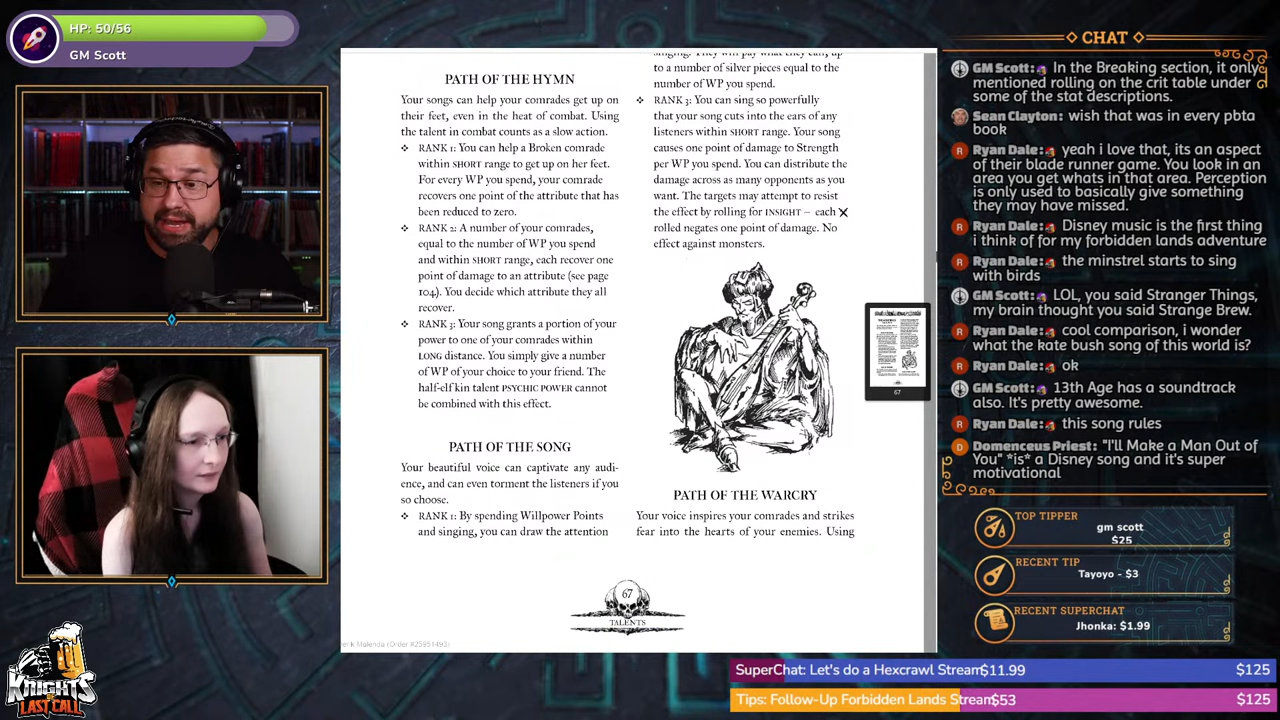 HP: 50/56
GM Scott
PATH OF THE HYMN
Your songs can help your comrades get up on
their feet, even in the heat of combat. Using
the talent in combat counts as a slow action.
❖ RANK 1: You can help a Broken comrade
within SHORT range to get up on her feet.
For every WP you spend, your comrade
recovers one point of the attribute that has
been reduced to zero.
❖ RANK 2: A number of your comrades,
equal to the number of WP you spend
and within SHORT range, each recover one
point of damage to an attribute (see page
104). You decide which attribute they all
recover.
❖ RANK 3: Your song grants a portion of your
power to one of your comrades within
LONG distance. You simply give a number
of WP of your choice to your friend. The
half-elf kin talent PSYCHIC POWER cannot
be combined with this effect.
PATH OF THE SONG
Your beautiful voice can captivate any audi-
ence, and can even torment the listeners if you
so choose.
❖ RANK 1: By spending Willpower Points
and singing, you can draw the attention
singing. They will pay what they can, up
to a number of silver pieces equal to the
number of WP you spend.
❖ RANK 3: You can sing so powerfully
that your song cuts into the ears of any
listeners within SHORT range. Your song
causes one point of damage to Strength
per WP you spend. You can distribute the
damage across as many opponents as you
want. The targets may attempt to resist
the effect by rolling for INSIGHT – each ⚔
rolled negates one point of damage. No
effect against monsters.
PATH OF THE WARCRY
Your voice inspires your comrades and strikes
fear into the hearts of your enemies. Using
67
TALENTS
Malenda (Order #25951493)
67
CHAT
GM Scott: In the Breaking section, it only
mentioned rolling on the crit table under
some of the stat descriptions.
Sean Clayton: wish that was in every pbta
book
Ryan Dale: yeah i love that, its an aspect
of their blade runner game. You look in an
area you get whats in that area. Perception
is only used to basically give something
they may have missed.
Ryan Dale: Disney music is the first thing
i think of for my forbidden lands adventure
Ryan Dale: the minstrel starts to sing
with birds
GM Scott: LOL, you said Stranger Things,
my brain thought you said Strange Brew.
Ryan Dale: As a composer, i wonder
what the kate bush song of this world is?
Ryan Dale: ok
GM Scott: 13th Age has a soundtrack
also. It's pretty awesome.
Ryan Dale: this song rules
Domenceus Priest: "I'll Make a Man Out of
You" *is* a Disney song and it's super
motivational
TOP TIPPER
gm scott
$25
RECENT TIP
Tayoyo - $3
RECENT SUPERCHAT
Jhonka: $1.99
KNIGHTS
OF
LAST CALL
SuperChat: Let's do a Hexcrawl Stream $11.99 $125
Tips: Follow-Up Forbidden Lands Stream $53 $125